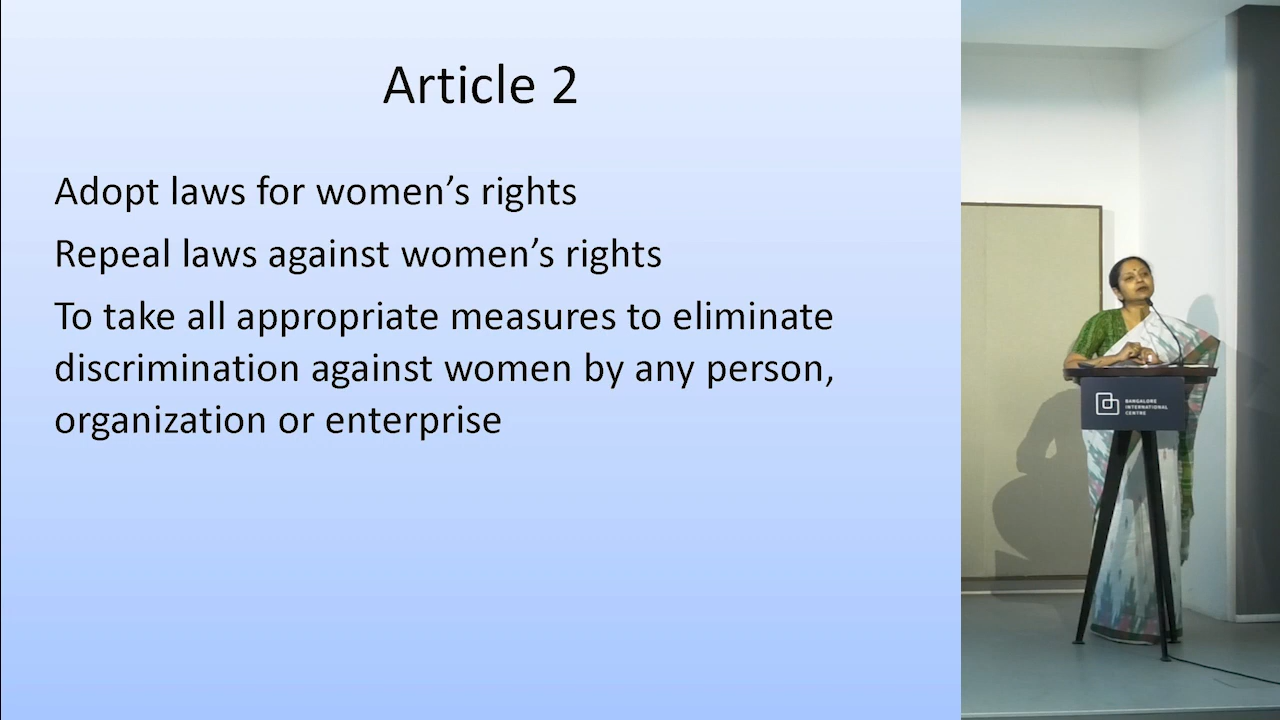 Article 2
Adopt laws for women's rights
Repeal laws against women's rights
To take all appropriate measures to eliminate
discrimination against women by any person,
organization or enterprise
BANGALORE
INTERNATIONAL
CENTRE